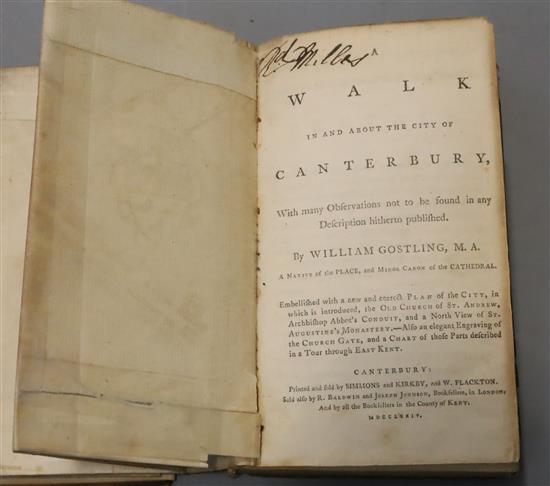 Rd. Milles
A
WALK
IN AND ABOUT THE CITY OF
CANTERBURY,
With many Obſervations not to be found in any
Deſcription hitherto publiſhed.
By WILLIAM GOSTLING, M. A.
A NATIVE of the PLACE, and MINOR CANON of the CATHEDRAL.
Embelliſhed with a new and correct PLAN of the CITY, in
which is introduced, the OLD CHURCH of ST. ANDREW,
Archbiſhop Abbot's CONDUIT, and a North View of ST.
AUGUSTINE'S MONASTERY.—Alſo an elegant Engraving of
the CHURCH GATE, and a CHART of thoſe Parts deſcribed
in a Tour through EAST KENT.
CANTERBURY:
Printed and ſold by SIMMONS and KIRKBY, and W. FLACKTON.
Sold alſo by R. BALDWIN and JOSEPH JOHNSON, Bookſellers, in LONDON;
And by all the Bookſellers in the County of KENT.
MDCCLXXIV.